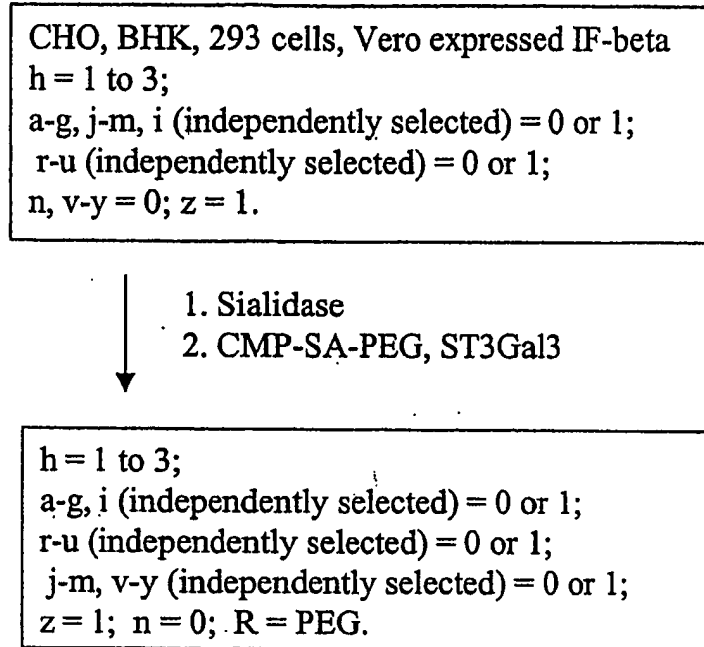 CHO, BHK, 293 cells, Vero expressed IF-beta
h = 1 to 3;
a-g, j-m, i (independently selected) = 0 or 1;
r-u (independently selected) = 0 or 1;
n, v-y = 0; z = 1.
1. Sialidase
2. CMP-SA-PEG, ST3Gal3
h = 1 to 3;
a-g, i (independently selected) = 0 or 1;
r-u (independently selected) = 0 or 1;
j-m, v-y (independently selected) = 0 or 1;
z = 1; n = 0; R = PEG.